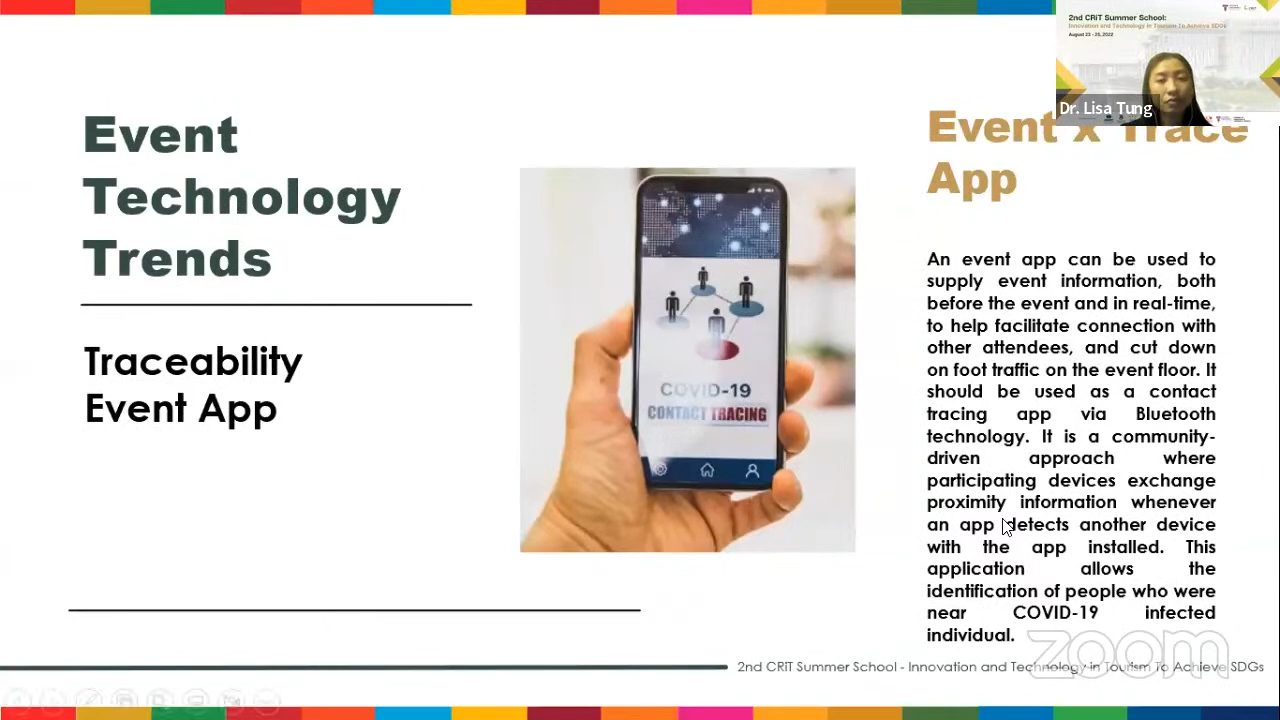 2nd CRiT Summer School:
Innovation and Technology in Tourism To Achieve SDGs
August 23 - 25, 2022
Dr. Lisa Tung
Event
Technology
Trends
Traceability
Event App
COVID-19
CONTACT TRACING
Event x Trace
App
An event app can be used to
supply event information, both
before the event and in real-time,
to help facilitate connection with
other attendees, and cut down
on foot traffic on the event floor. It
should be used as a contact
tracing app via Bluetooth
technology. It is a community-
driven approach where
participating devices exchange
proximity information whenever
an app detects another device
with the app installed. This
application allows the
identification of people who were
near COVID-19 infected
individual.
zoom
2nd CRiT Summer School - Innovation and Technology in Tourism To Achieve SDGs